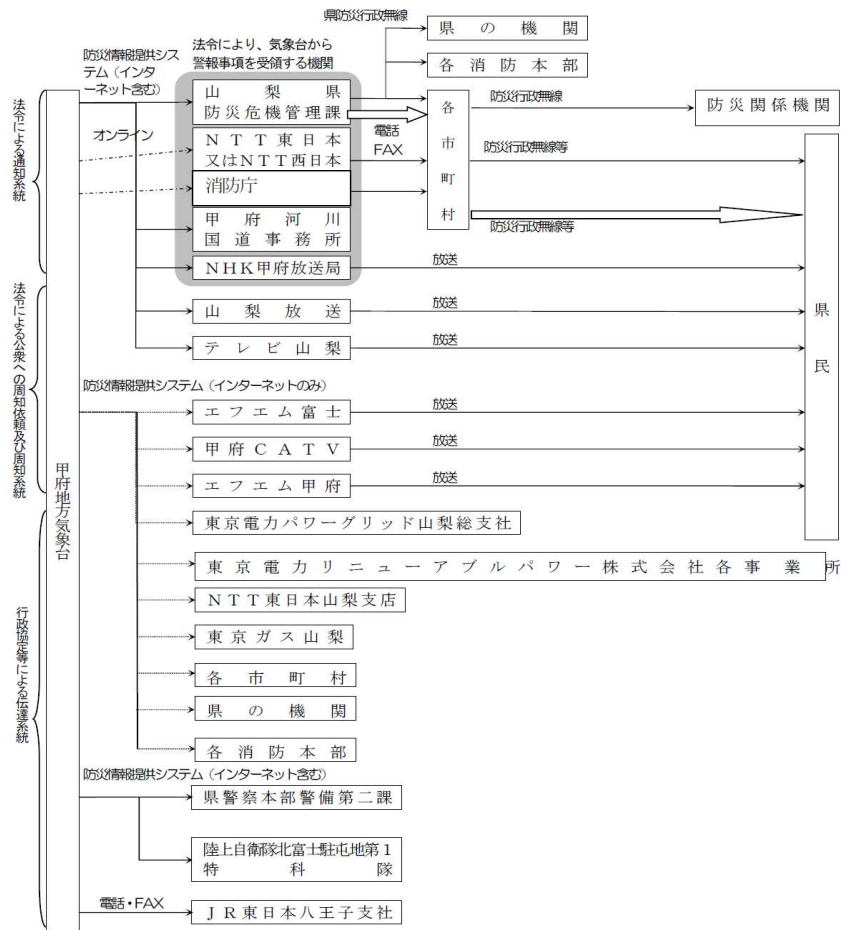 県防災行政無線
県の機関
各消防本部
防災情報提供シス
テム（インタ
ーネット含む）
法令により、気象台から
警報事項を受領する機関
山梨県
防災危機管理課
各市町村
防災行政無線
防災関係機関
オンライン
電話
FAX
ＮＴＴ東日本
又はＮＴＴ西日本
防災行政無線等
消防庁
防災行政無線等
甲府河川
国道事務所
NHK甲府放送局
放送
山梨放送
放送
テレビ山梨
放送
県民
法令による通知系統
法令による公衆への周知依頼及び周知系統
行政協定等による伝達系統
甲府地方気象台
防災情報提供システム（インターネットのみ）
エフエム富士
放送
甲府ＣＡＴＶ
放送
エフエム甲府
放送
東京電力パワーグリッド山梨総支社
東京電力リニューアブルパワー株式会社各事業所
ＮＴＴ東日本山梨支店
東京ガス山梨
各市町村
県の機関
各消防本部
防災情報提供システム（インターネット含む）
県警察本部警備第二課
陸上自衛隊北富士駐屯地第１
特科隊
電話・FAX
ＪＲ東日本八王子支社